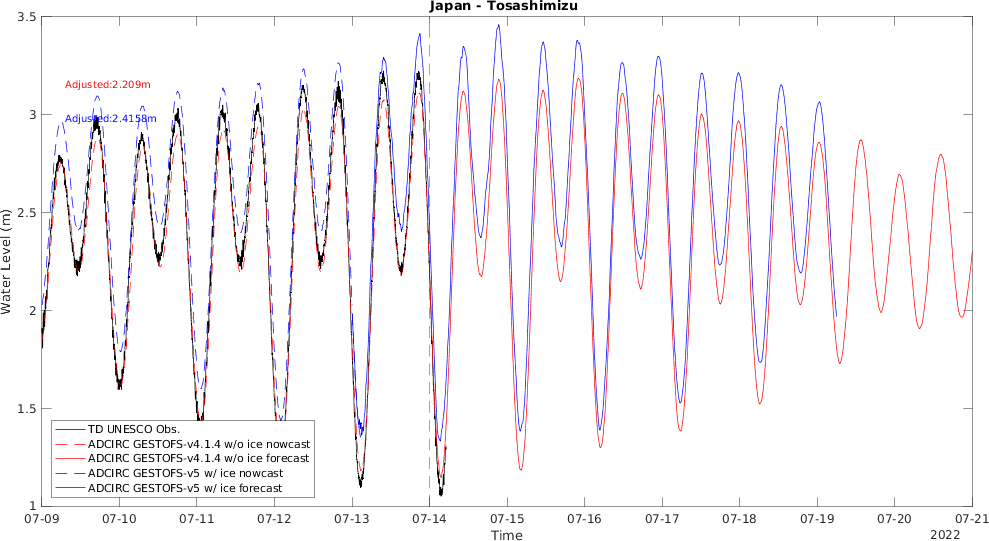 Japan - Tosashimizu
3.5
3
2.5
2
1.5
1
Water Level (m)
Adjusted:2.209m
Adjusted:2.4158m
TD UNESCO Obs.
ADCIRC GESTOFS-v4.1.4 w/o ice nowcast
ADCIRC GESTOFS-v4.1.4 w/o ice forecast
ADCIRC GESTOFS-v5 w/ ice nowcast
ADCIRC GESTOFS-v5 w/ ice forecast
07-09 07-10 07-11 07-12 07-13 07-14 07-15 07-16 07-17 07-18 07-19 07-20 07-21
Time
2022